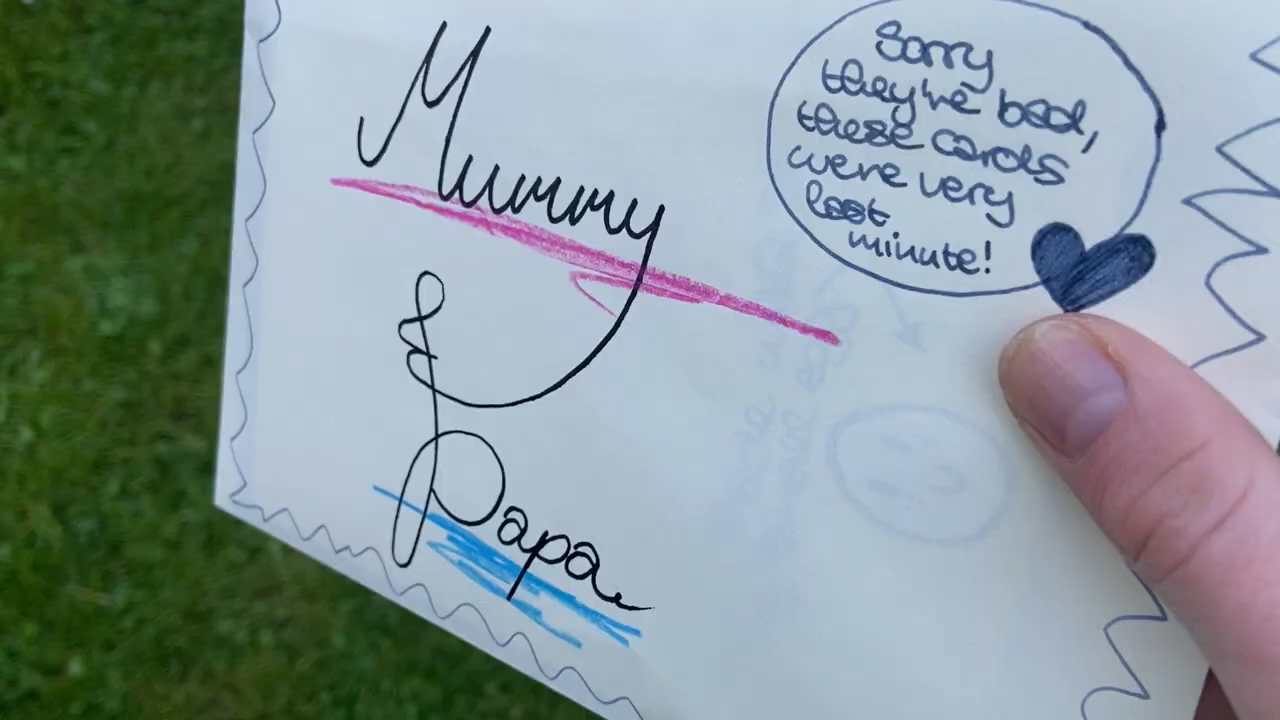 Mummy
&
Papa
Sorry
they're bad,
these cards
were very
last
minute!